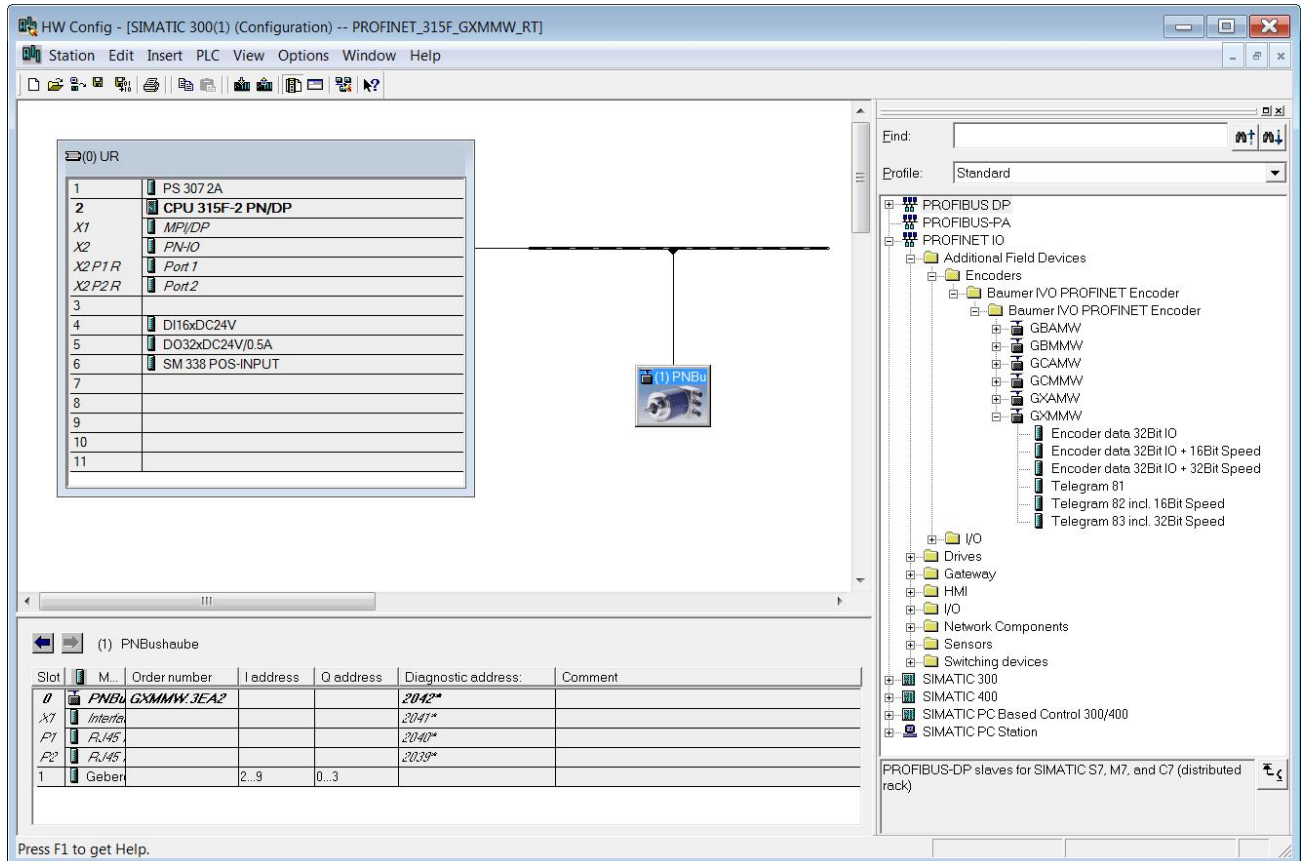 HW Config - [SIMATIC 300(1) (Configuration) -- PROFINET_315F_GXMMW_RT]
Station Edit Insert PLC View Options Window Help
(0) UR
1 PS 307 2A
2 CPU 315F-2 PN/DP
X1 MPI/DP
X2 PN-IO
X2 P1 R Port 1
X2 P2 R Port 2
3
4 DI16xDC24V
5 DO32xDC24V/0.5A
6 SM 338 POS-INPUT
7
8
9
10
11
(1) PNBu
Find:
Profile: Standard
PROFIBUS DP
PROFIBUS-PA
PROFINET IO
Additional Field Devices
Encoders
Baumer IVO PROFINET Encoder
Baumer IVO PROFINET Encoder
GBAMW
GBMMW
GCAMW
GCMMW
GXAMW
GXMMW
Encoder data 32Bit IO
Encoder data 32Bit IO + 16Bit Speed
Encoder data 32Bit IO + 32Bit Speed
Telegram 81
Telegram 82 incl. 16Bit Speed
Telegram 83 incl. 32Bit Speed
I/O
Drives
Gateway
HMI
I/O
Network Components
Sensors
Switching devices
SIMATIC 300
SIMATIC 400
SIMATIC PC Based Control 300/400
SIMATIC PC Station
PROFIBUS-DP slaves for SIMATIC S7, M7, and C7 (distributed
rack)
(1) PNBushaube
Slot M... Order number I address Q address Diagnostic address: Comment
0 PNBu GXMMW.3EA2 2042*
X1 Interfa 2041*
P1 RJ45 2040*
P2 RJ45 2039*
1 Geber 2...9 0...3
Press F1 to get Help.